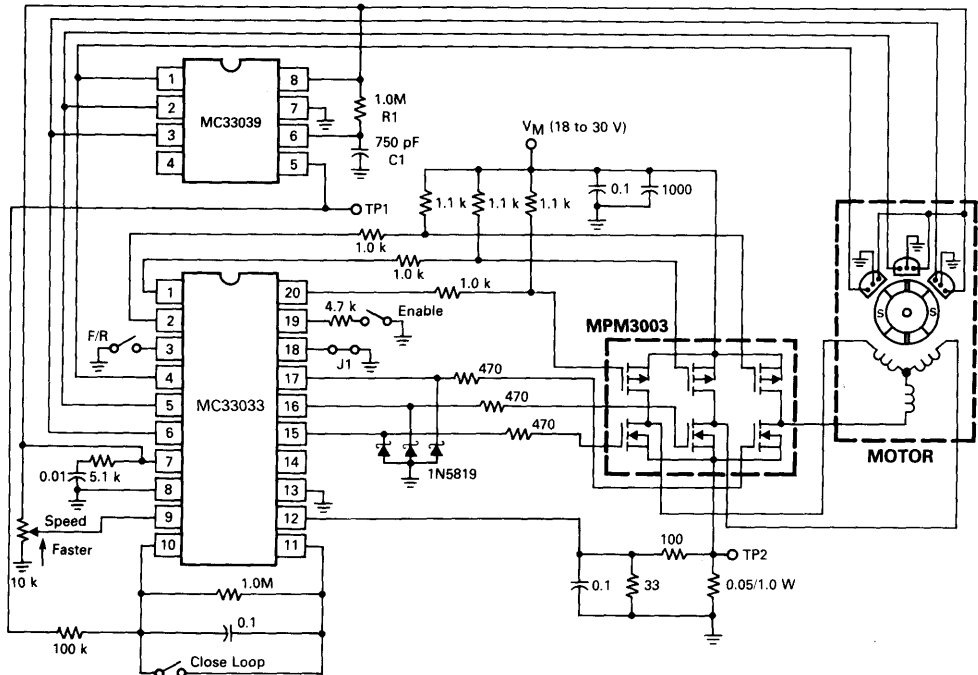 1
8
2
MC33039
7
3
6
4
5
1.0M
R1
750 pF
C1
VM (18 to 30 V)
TP1
1.1 k
1.1 k
1.1 k
0.1
1000
1.0 k
1.0 k
1.0 k
1
20
2
19
4.7 k
Enable
F/R
3
18
J1
4
17
470
5
MC33033
16
470
6
15
470
7
14
1N5819
0.01
5.1 k
8
13
Speed
9
12
Faster
10
11
10 k
MPM3003
S
S
MOTOR
100
TP2
0.1
33
0.05/1.0 W
1.0M
0.1
100 k
Close Loop